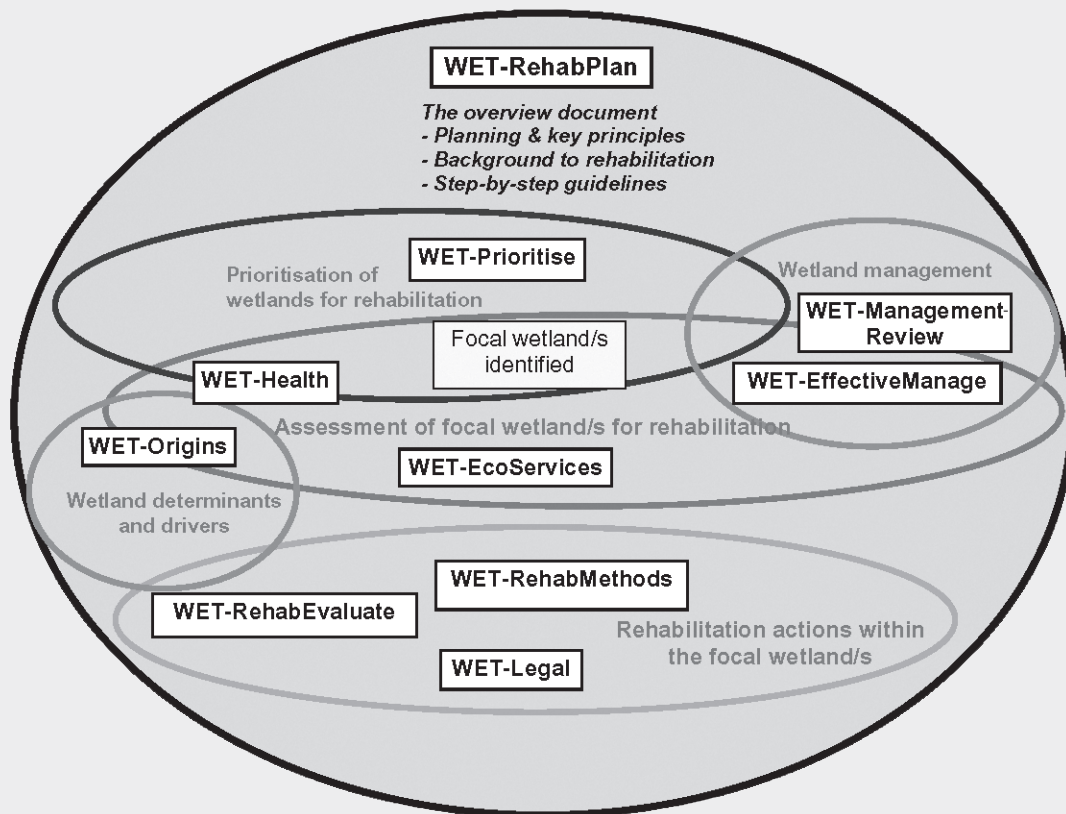 WET-RehabPlan
The overview document
- Planning & key principles
- Background to rehabilitation
- Step-by-step guidelines
WET-Prioritise
Prioritisation of
wetlands for rehabilitation
Wetland management
WET-Management-
Review
Focal wetland/s
identified
WET-Health
WET-EffectiveManage
Assessment of focal wetland/s for rehabilitation
WET-Origins
WET-EcoServices
Wetland determinants
and drivers
WET-RehabMethods
WET-RehabEvaluate
Rehabilitation actions within
the focal wetland/s
WET-Legal